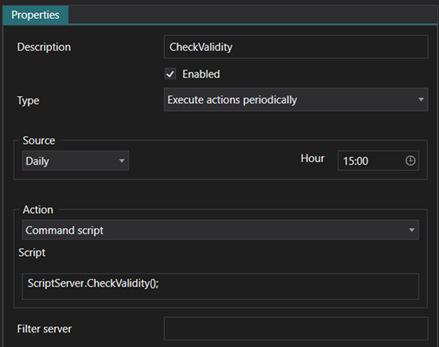 Properties
Description CheckValidity
Enabled
Type Execute actions periodically
Source
Daily Hour 15:00
Action
Command script
Script
ScriptServer.CheckValidity();
Filter server